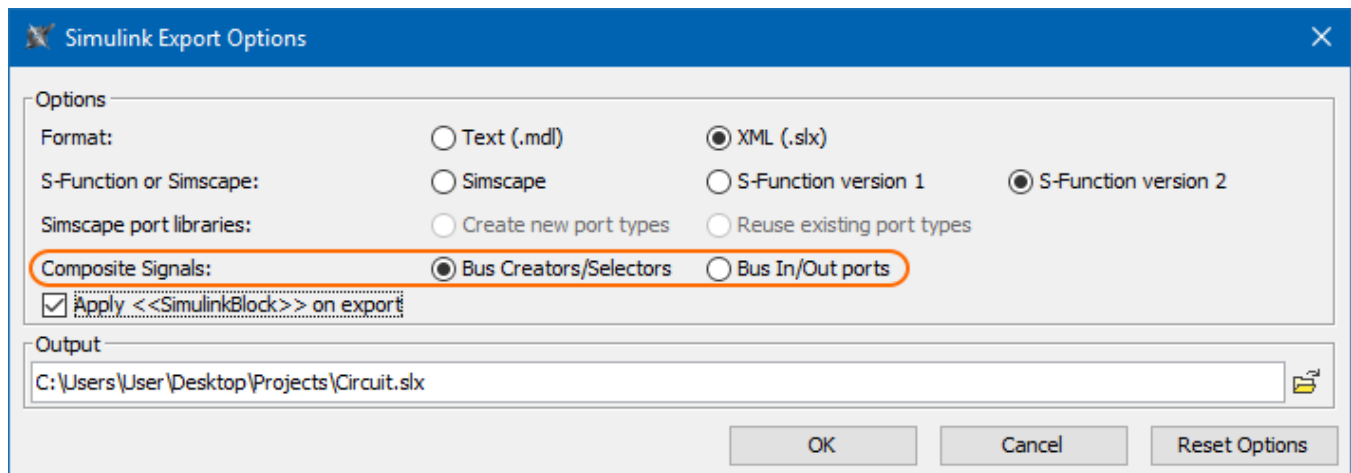 Simulink Export Options
Options
Format: Text (.mdl) XML (.slx)
S-Function or Simscape: Simscape S-Function version 1 S-Function version 2
Simscape port libraries: Create new port types Reuse existing port types
Composite Signals: Bus Creators/Selectors Bus In/Out ports
Apply <<SimulinkBlock>> on export
Output
C:\Users\User\Desktop\Projects\Circuit.slx
OK Cancel Reset Options